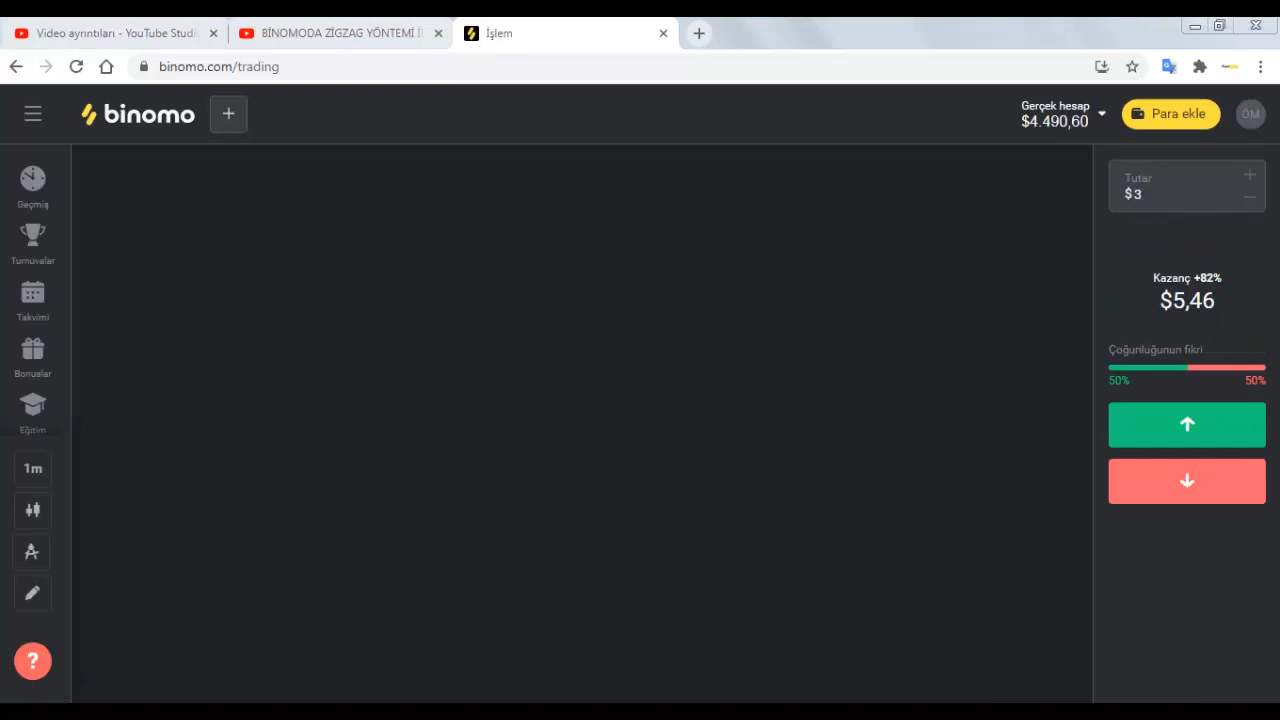 Video ayrıntıları - YouTube Studi
BİNOMODA ZİGZAG YÖNTEMİ İ
İşlem
binomo.com/trading
binomo
Gerçek hesap
$4.490,60
Para ekle
ÖM
Geçmiş
Turnuvalar
Takvimi
Bonuslar
Eğitim
1m
?
Tutar
$3
Kazanç +82%
$5,46
Çoğunluğunun fikri
50% 50%